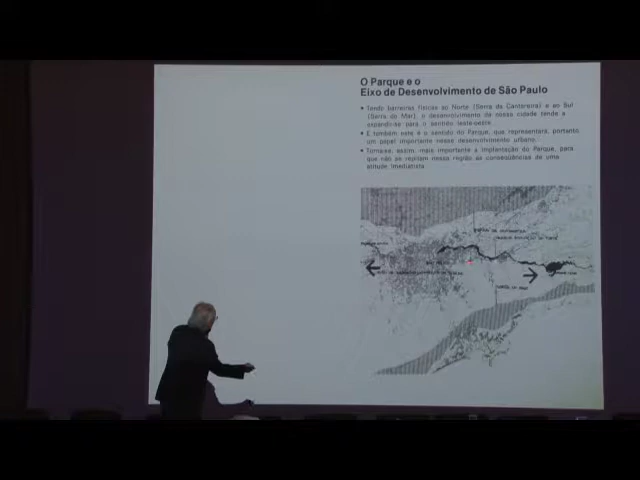 O Parque e o
Eixo de Desenvolvimento de São Paulo
• Tendo barreiras físicas ao Norte (Serra da Cantareira) e ao Sul
(Serra do Mar), o desenvolvimento da nossa cidade tende a
expandir-se para o sentido leste-oeste.
• E também este é o sentido do Parque, que representará, portanto
um papel importante nesse desenvolvimento urbano.
• Torna-se, assim, mais importante a implantação do Parque, para
que não se repitam nessa região as consequências de uma
atitude imediatista